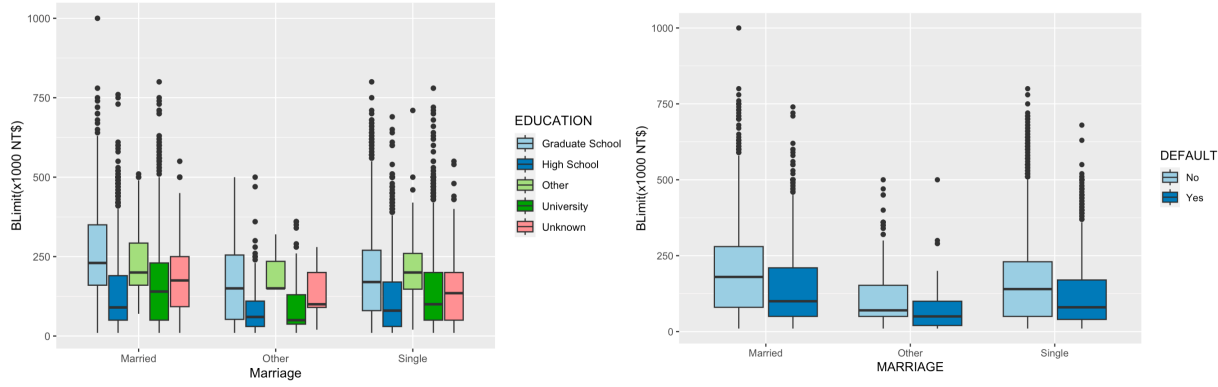 1000
750
500
250
0
BLimit(x1000 NT$)
Married
Other
Single
Marriage
EDUCATION
Graduate School
High School
Other
University
Unknown
1000
750
500
250
0
BLimit(x1000 NT$)
Married
Other
Single
MARRIAGE
DEFAULT
No
Yes